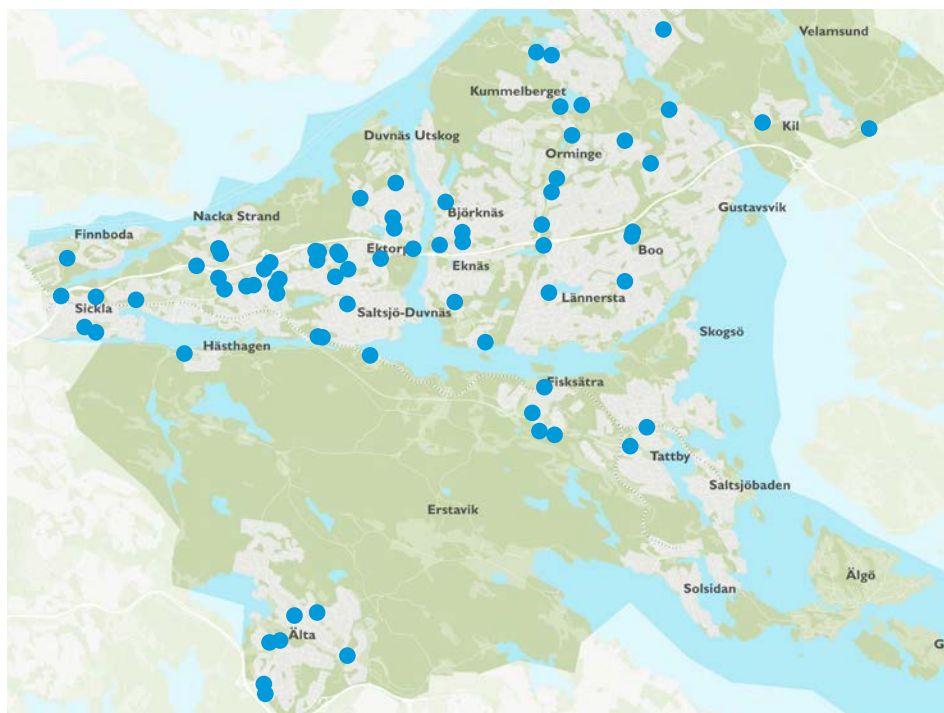 Velamsund
Kummelberget
Kil
Duvnäs Utskog
Orminge
Gustavsvik
Björknäs
Nacka Strand
Finnboda
Ektorp
Boo
Eknäs
Lännersta
Sickla
Saltsjö-Duvnäs
Skogsö
Hästhagen
Fisksätra
Tattby
Saltsjöbaden
Erstavik
Älgö
Solsidan
Älta
G